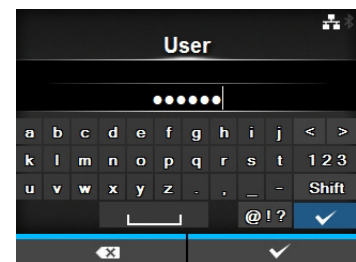 User
••••••
a b c d e f g h i j < >
k l m n o p q r s t 123
u v w x y z . , _ - Shift
@!?